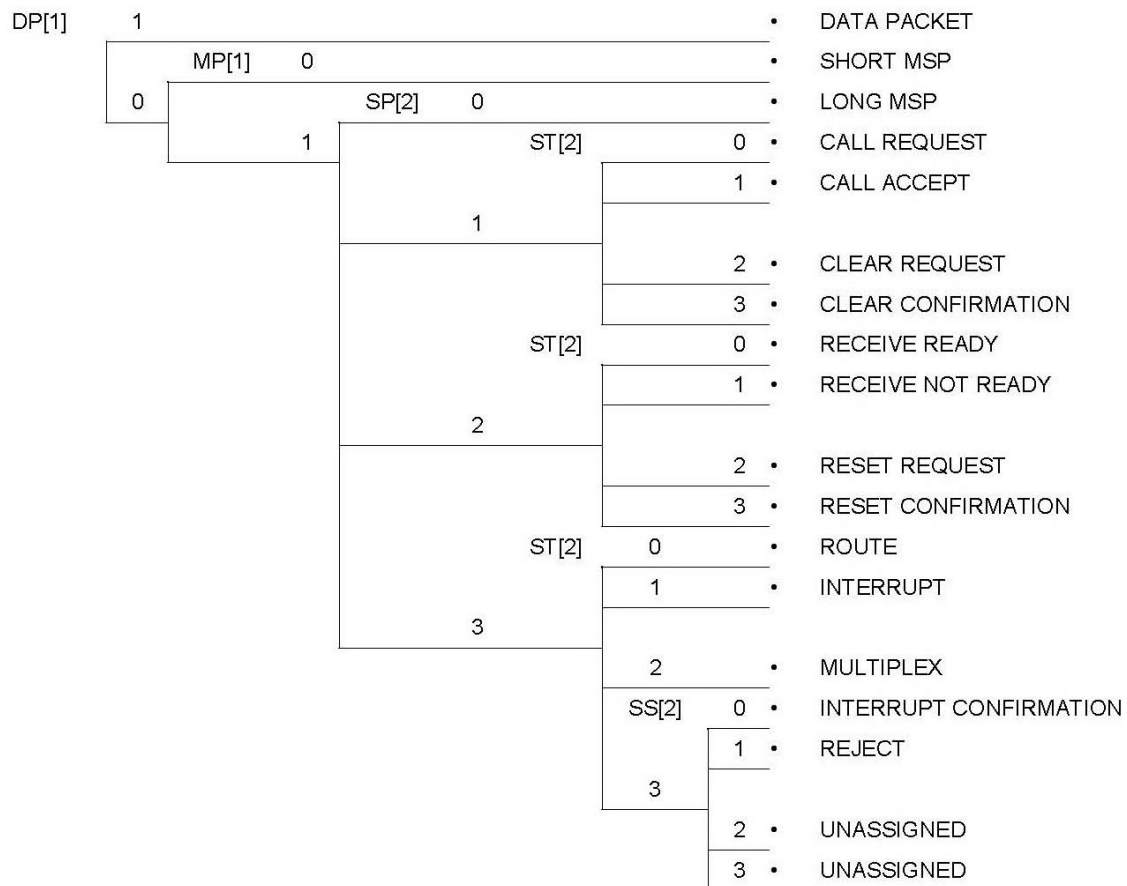 DP[1] 1 • DATA PACKET
MP[1] 0 • SHORT MSP
0 SP[2] 0 • LONG MSP
1 ST[2] 0 • CALL REQUEST
1 • CALL ACCEPT
1
2 • CLEAR REQUEST
3 • CLEAR CONFIRMATION
ST[2] 0 • RECEIVE READY
1 • RECEIVE NOT READY
2
2 • RESET REQUEST
3 • RESET CONFIRMATION
ST[2] 0 • ROUTE
1 • INTERRUPT
3
2 • MULTIPLEX
SS[2] 0 • INTERRUPT CONFIRMATION
1 • REJECT
3
2 • UNASSIGNED
3 • UNASSIGNED